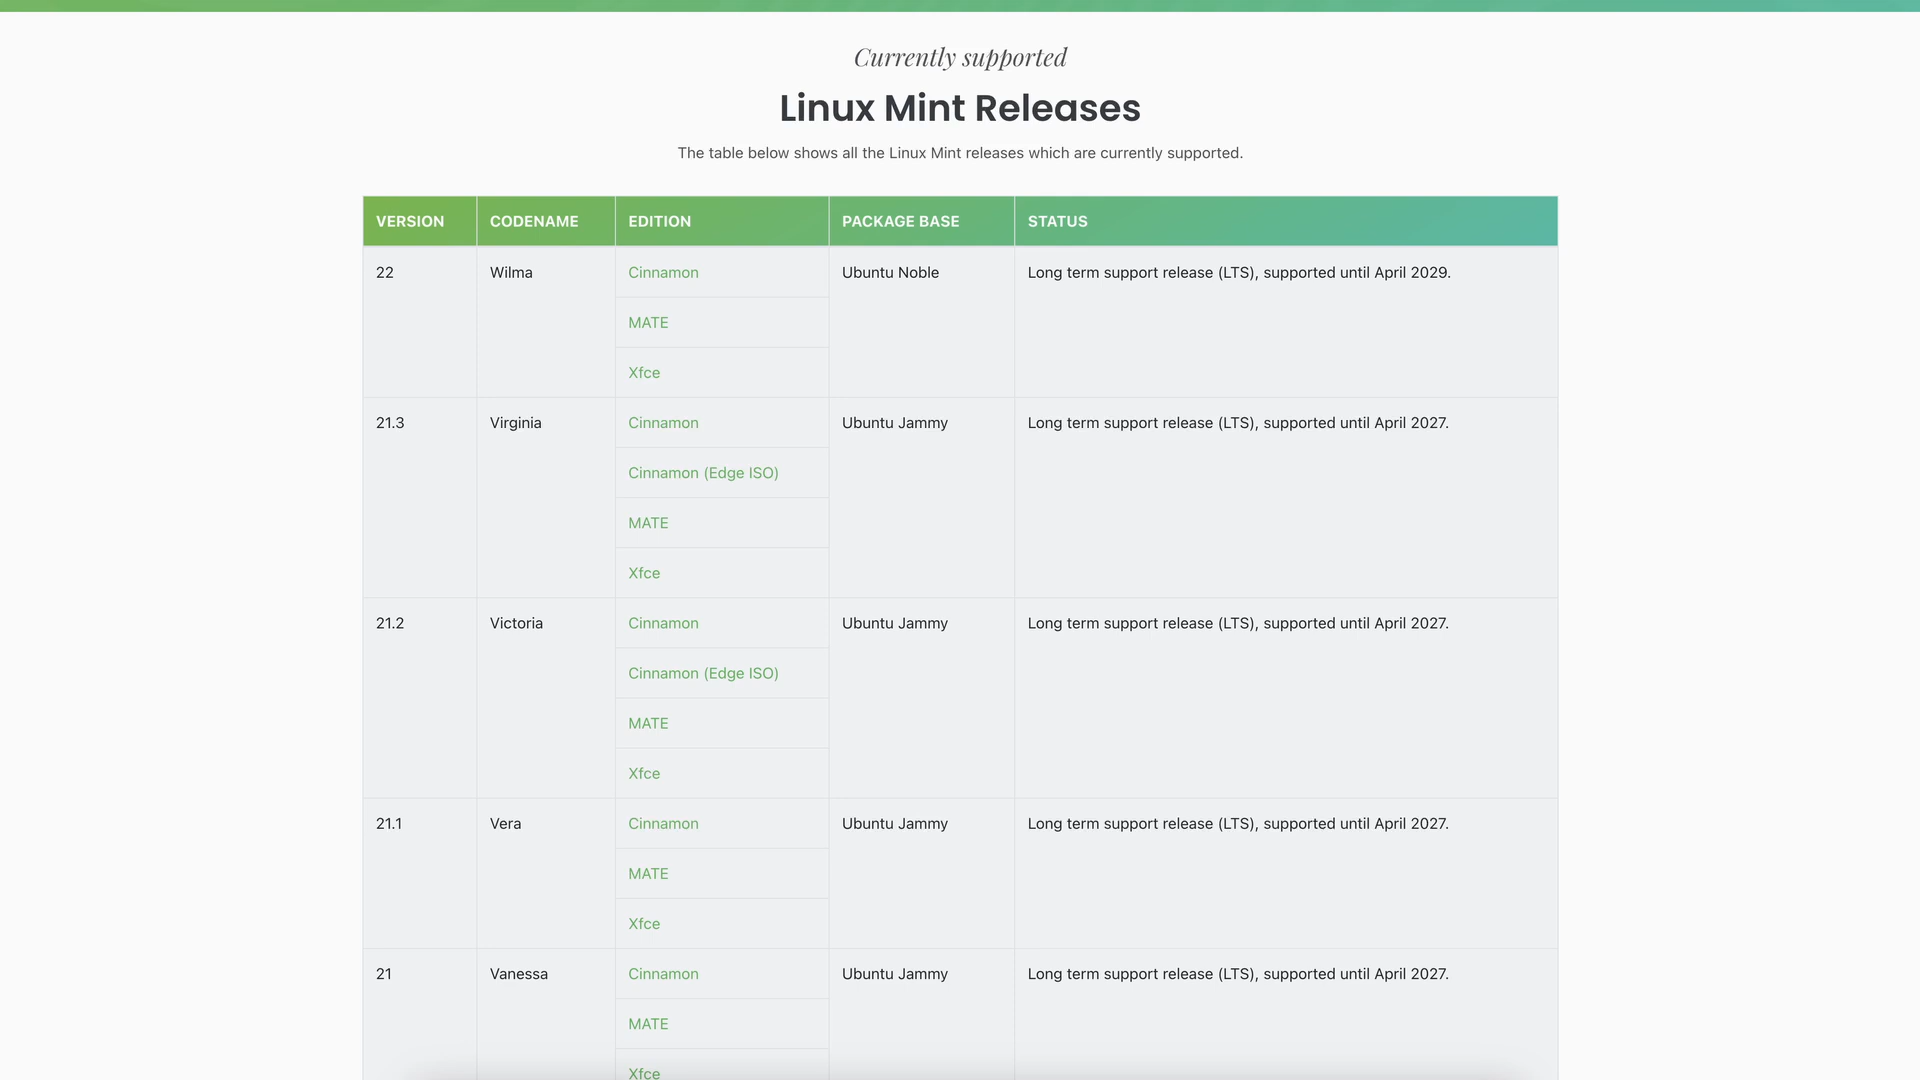 Currently supported
Linux Mint Releases
The table below shows all the Linux Mint releases which are currently supported.
VERSION CODENAME EDITION PACKAGE BASE STATUS
22 Wilma Cinnamon Ubuntu Noble Long term support release (LTS), supported until April 2029.
MATE
Xfce
21.3 Virginia Cinnamon Ubuntu Jammy Long term support release (LTS), supported until April 2027.
Cinnamon (Edge ISO)
MATE
Xfce
21.2 Victoria Cinnamon Ubuntu Jammy Long term support release (LTS), supported until April 2027.
Cinnamon (Edge ISO)
MATE
Xfce
21.1 Vera Cinnamon Ubuntu Jammy Long term support release (LTS), supported until April 2027.
MATE
Xfce
21 Vanessa Cinnamon Ubuntu Jammy Long term support release (LTS), supported until April 2027.
MATE
Xfce